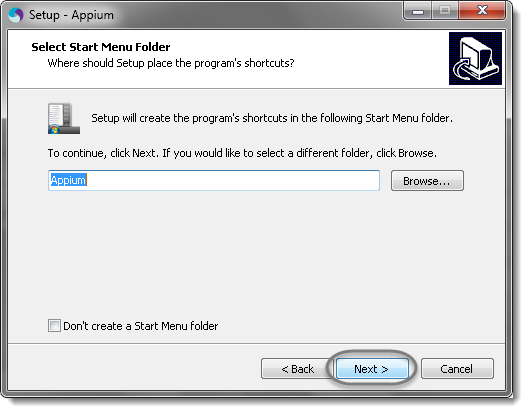 Setup - Appium
Select Start Menu Folder
Where should Setup place the program's shortcuts?
Setup will create the program's shortcuts in the following Start Menu folder.
To continue, click Next. If you would like to select a different folder, click Browse.
Appium
Browse...
Don't create a Start Menu folder
< Back
Next >
Cancel